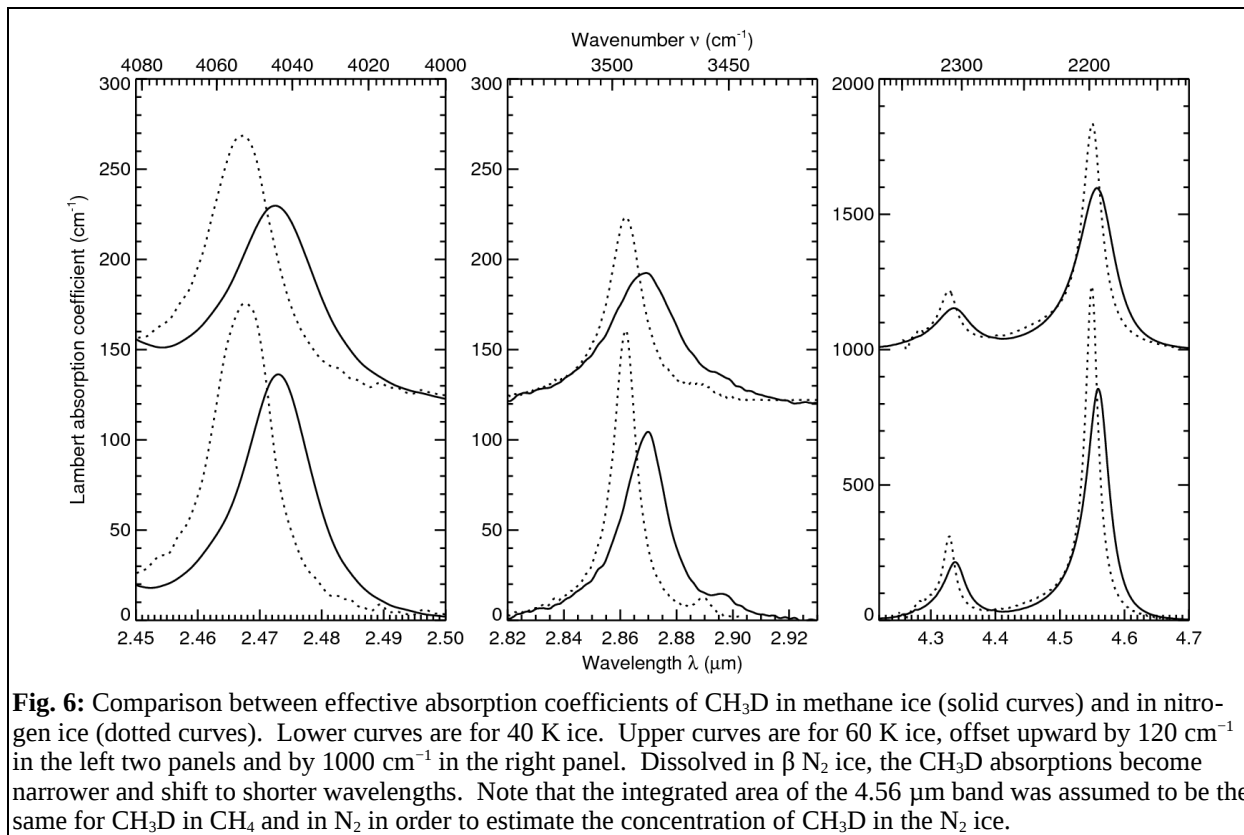 Wavenumber ν (cm⁻¹)
4080 4060 4040 4020 4000
3500 3450
2300 2200
300
250
200
150
100
50
0
300
250
200
150
100
50
0
2000
1500
1000
500
0
Lambert absorption coefficient (cm⁻¹)
2.45 2.46 2.47 2.48 2.49 2.50
2.82 2.84 2.86 2.88 2.90 2.92
4.3 4.4 4.5 4.6 4.7
Wavelength λ (μm)
Fig. 6: Comparison between effective absorption coefficients of CH₃D in methane ice (solid curves) and in nitro-
gen ice (dotted curves). Lower curves are for 40 K ice. Upper curves are for 60 K ice, offset upward by 120 cm⁻¹
in the left two panels and by 1000 cm⁻¹ in the right panel. Dissolved in β N₂ ice, the CH₃D absorptions become
narrower and shift to shorter wavelengths. Note that the integrated area of the 4.56 µm band was assumed to be the
same for CH₃D in CH₄ and in N₂ in order to estimate the concentration of CH₃D in the N₂ ice.